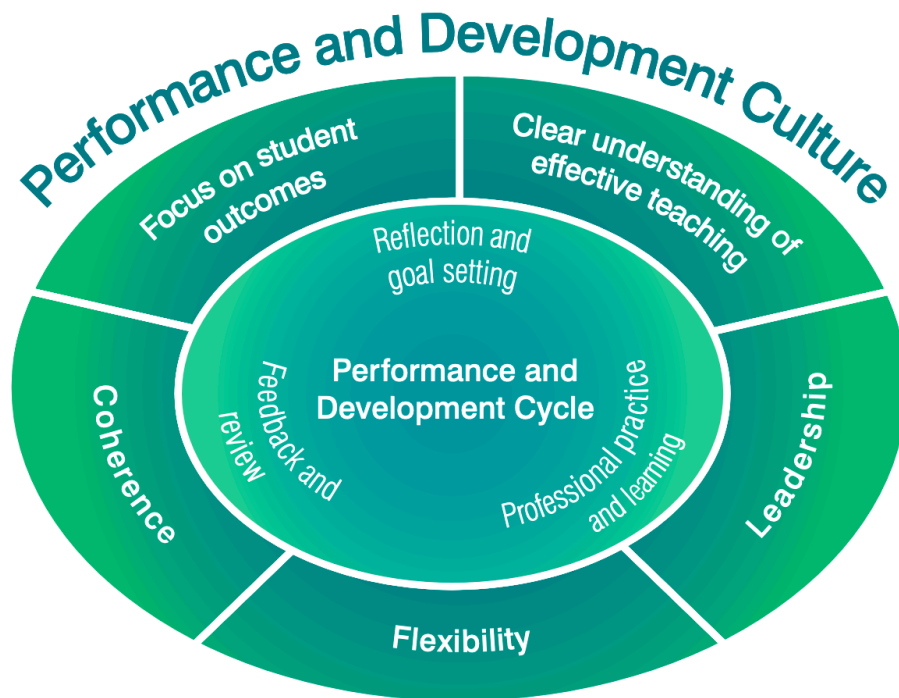 Performance and Development Culture
Focus on student
outcomes
Clear understanding of
effective teaching
Reflection and
goal setting
Performance and
Development Cycle
Feedback and
review
Professional practice
and learning
Coherence
Leadership
Flexibility